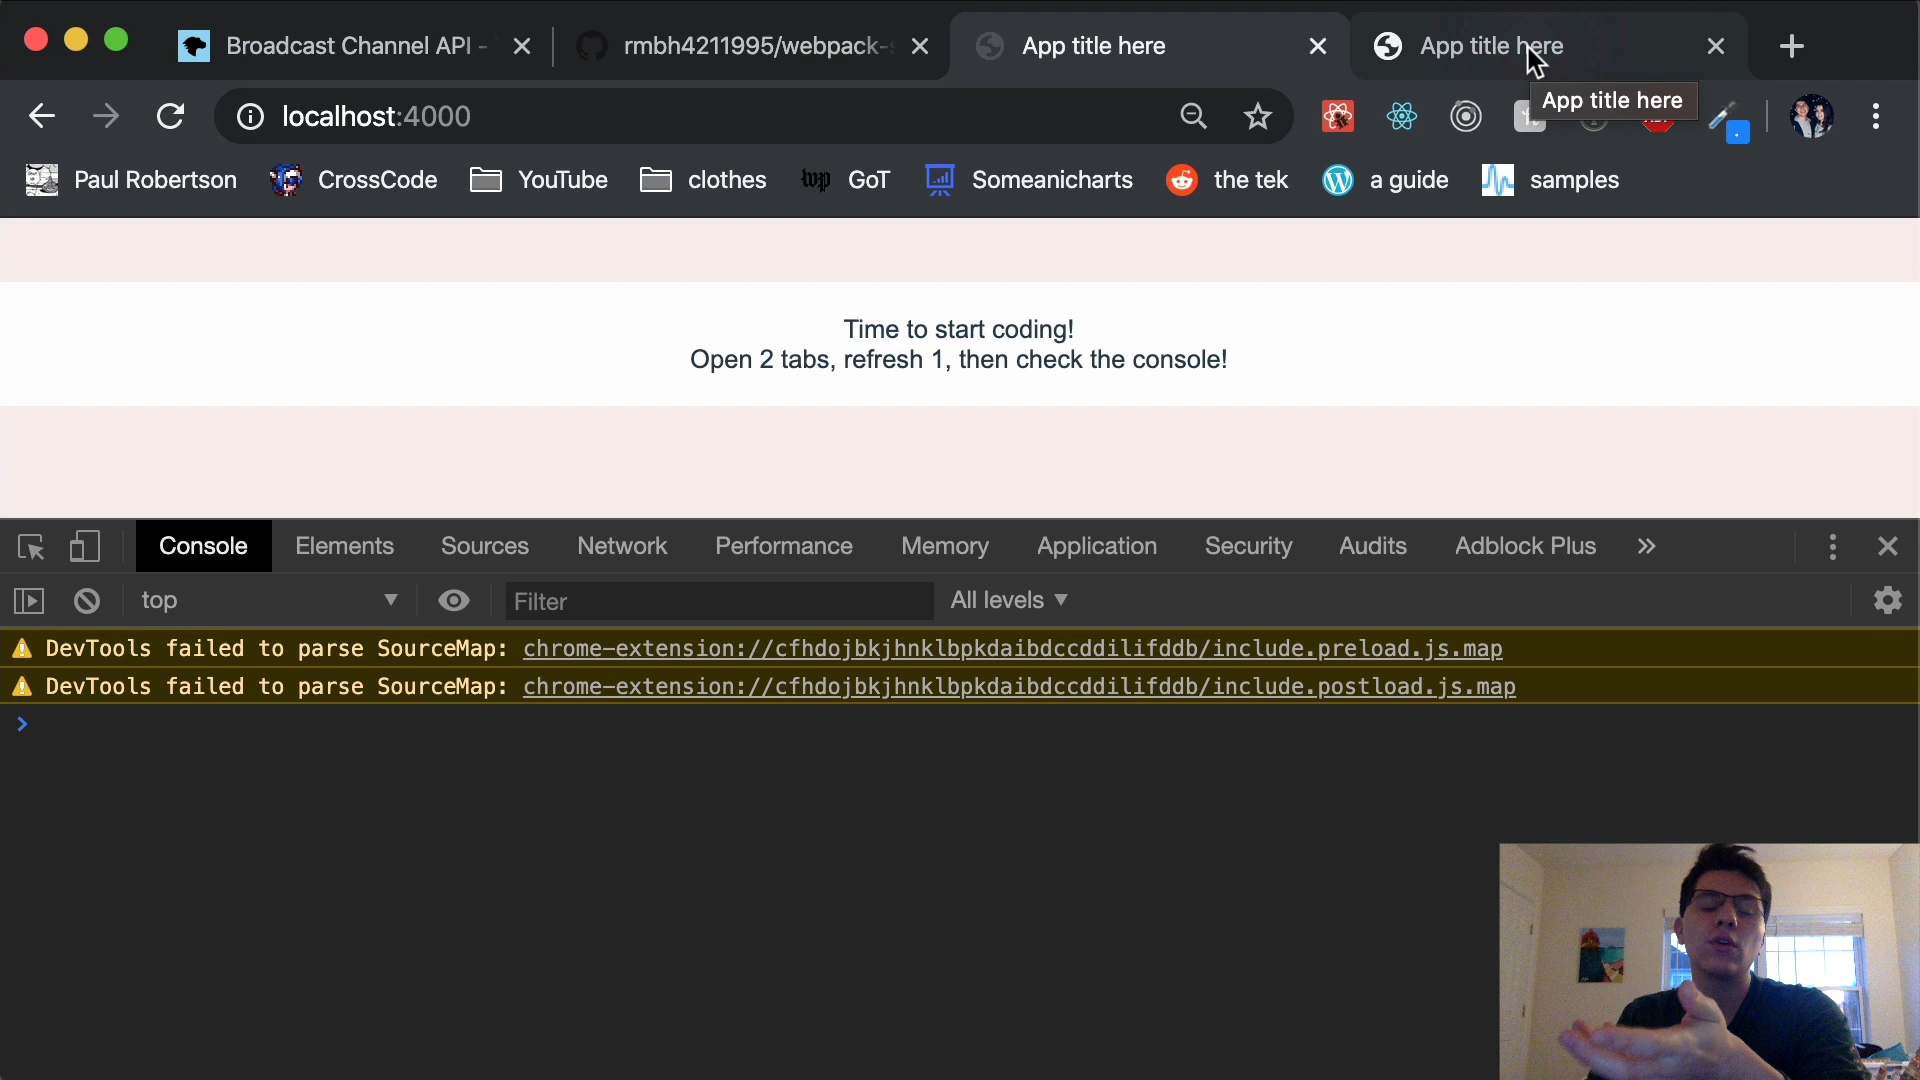 Broadcast Channel API -
rmbh4211995/webpack-
App title here
App title here
App title here
localhost:4000
Paul Robertson
CrossCode
YouTube
clothes
wp
GoT
Someanicharts
the tek
a guide
samples
Time to start coding!
Open 2 tabs, refresh 1, then check the console!
Console
Elements
Sources
Network
Performance
Memory
Application
Security
Audits
Adblock Plus
top
Filter
All levels
DevTools failed to parse SourceMap: chrome-extension://cfhdojbkjhnklbpkdaibdccddilifddb/include.preload.js.map
DevTools failed to parse SourceMap: chrome-extension://cfhdojbkjhnklbpkdaibdccddilifddb/include.postload.js.map